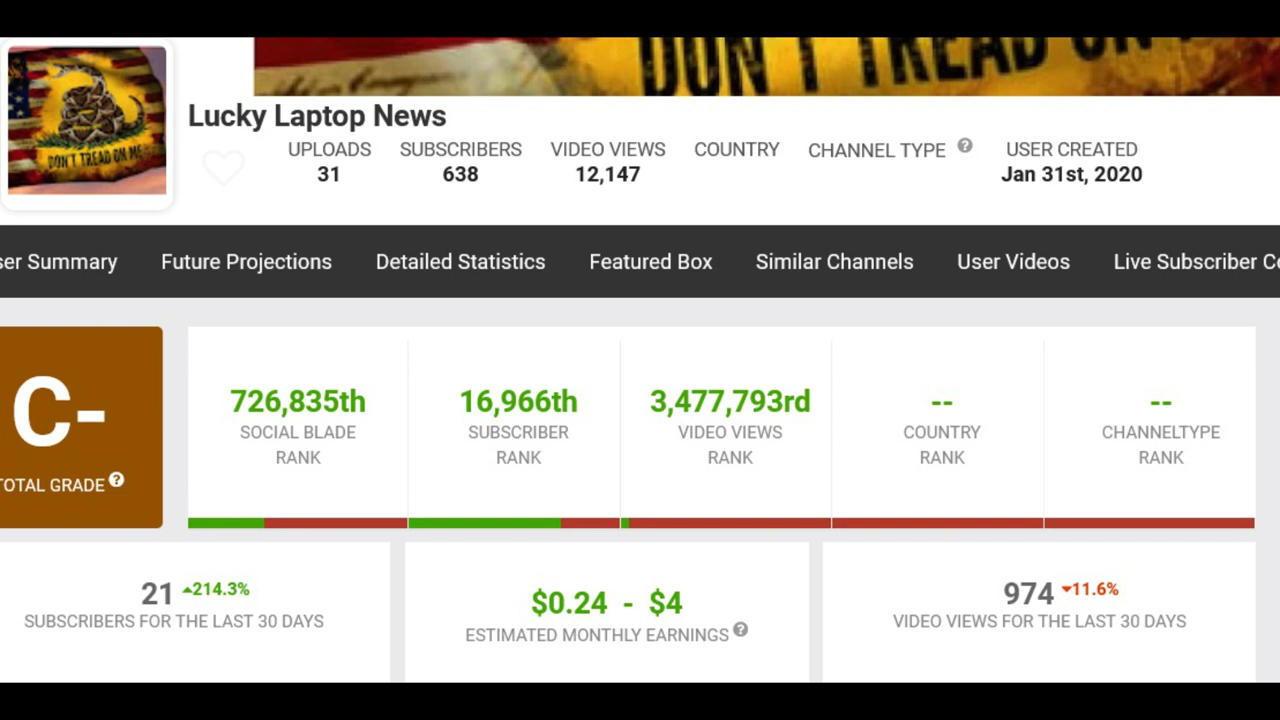 DON'T TREAD ON
DON'T TREAD ON ME
Lucky Laptop News
UPLOADS SUBSCRIBERS VIDEO VIEWS COUNTRY CHANNEL TYPE ? USER CREATED
31 638 12,147 Jan 31st, 2020
ser Summary Future Projections Detailed Statistics Featured Box Similar Channels User Videos Live Subscriber Co
C-
TOTAL GRADE ?
726,835th 16,966th 3,477,793rd -- --
SOCIAL BLADE SUBSCRIBER VIDEO VIEWS COUNTRY CHANNELTYPE
RANK RANK RANK RANK RANK
21 214.3% $0.24 - $4 974 11.6%
SUBSCRIBERS FOR THE LAST 30 DAYS ESTIMATED MONTHLY EARNINGS ? VIDEO VIEWS FOR THE LAST 30 DAYS